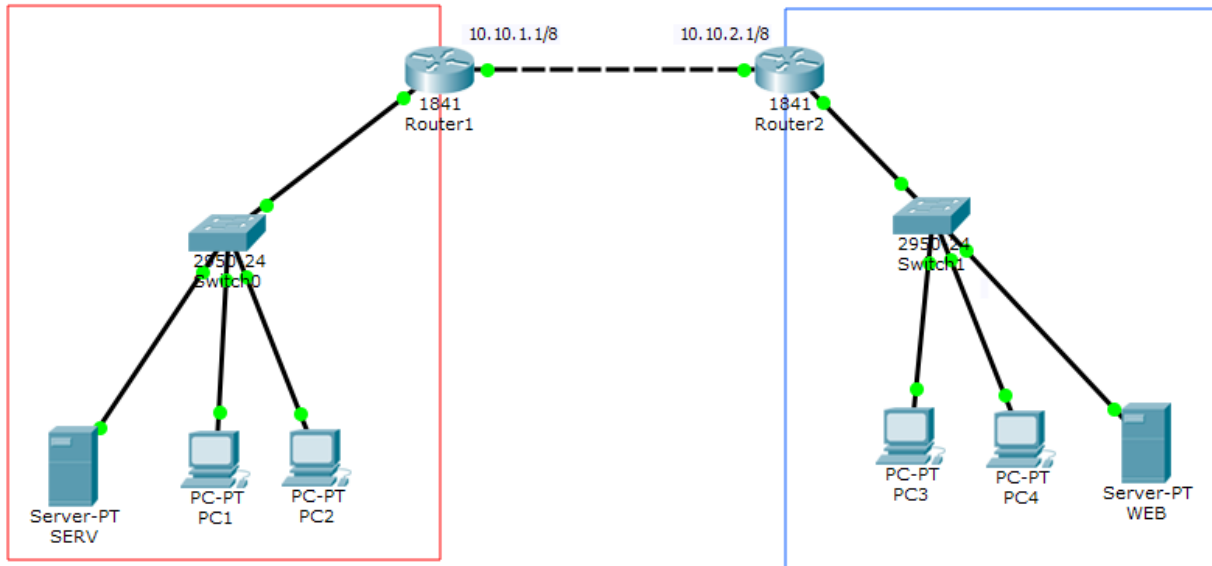 10.10.1.1/8
10.10.2.1/8
1841
Router1
1841
Router2
2950-24
Switch0
2950-24
Switch1
Server-PT
SERV
PC-PT
PC1
PC-PT
PC2
PC-PT
PC3
PC-PT
PC4
Server-PT
WEB